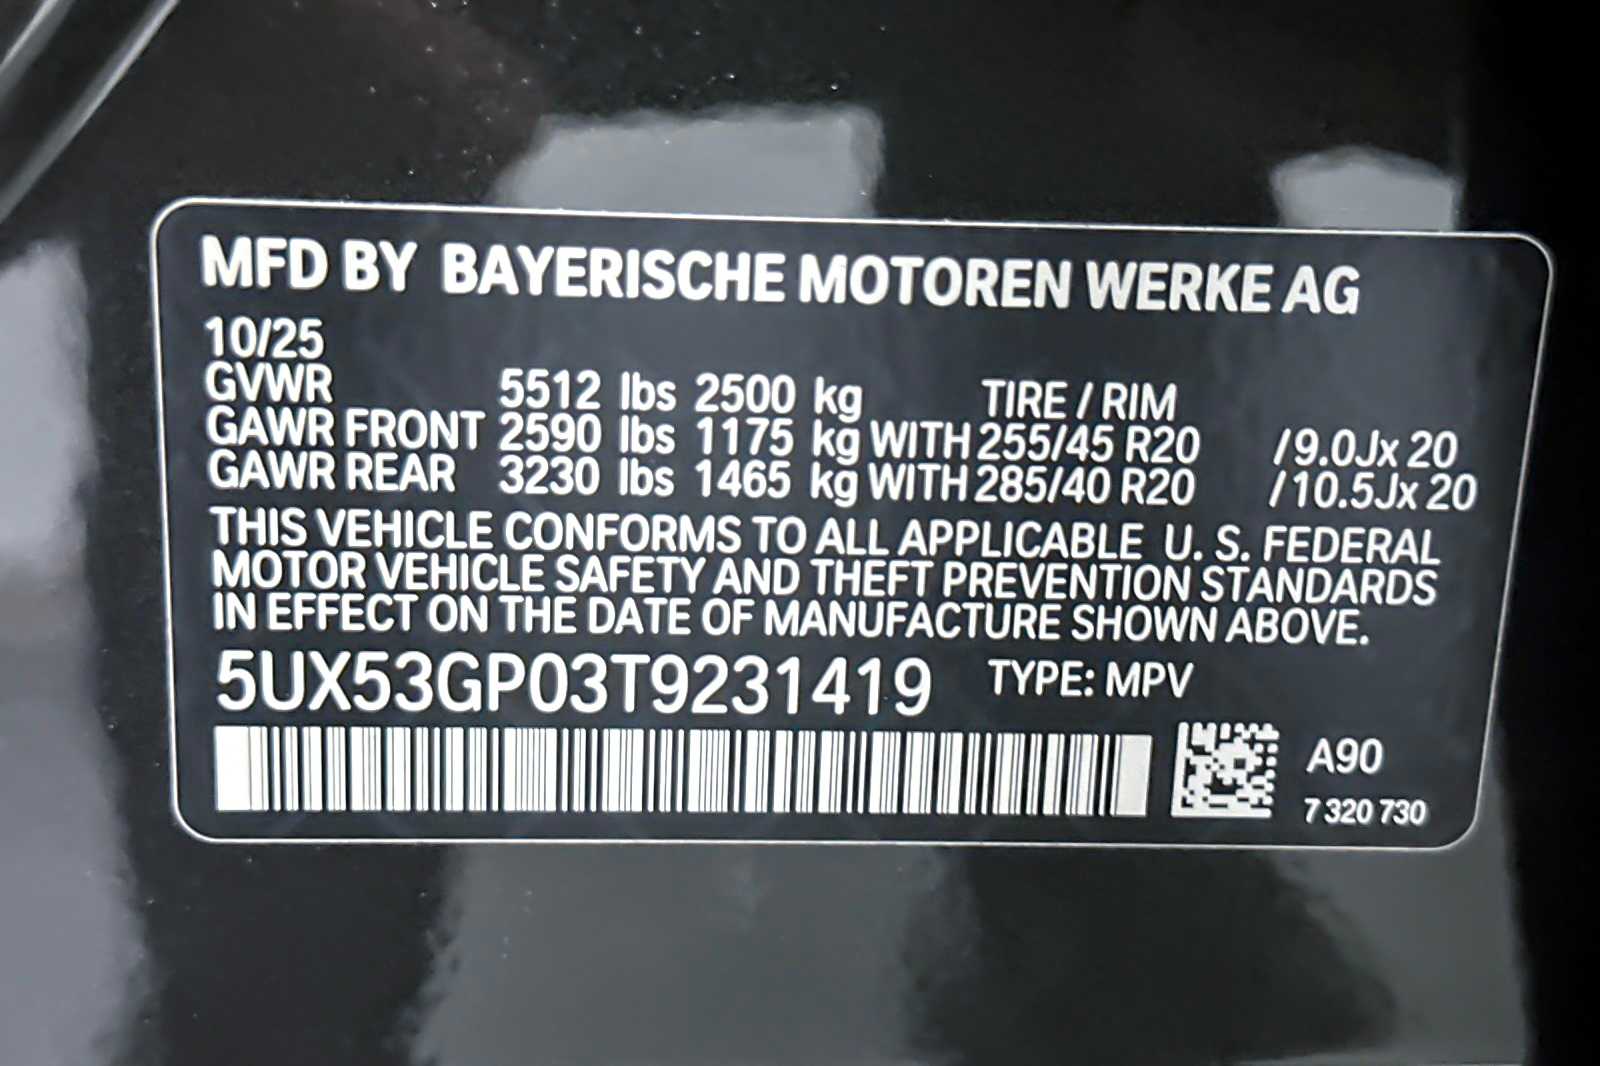 MFD BY BAYERISCHE MOTOREN WERKE AG
10/25
GVWR 5512 lbs 2500 kg TIRE / RIM
GAWR FRONT 2590 lbs 1175 kg WITH 255/45 R20 /9.0Jx 20
GAWR REAR 3230 lbs 1465 kg WITH 285/40 R20 /10.5Jx 20
THIS VEHICLE CONFORMS TO ALL APPLICABLE U. S. FEDERAL
MOTOR VEHICLE SAFETY AND THEFT PREVENTION STANDARDS
IN EFFECT ON THE DATE OF MANUFACTURE SHOWN ABOVE.
5UX53GP03T9231419 TYPE: MPV
A90
7 320 730